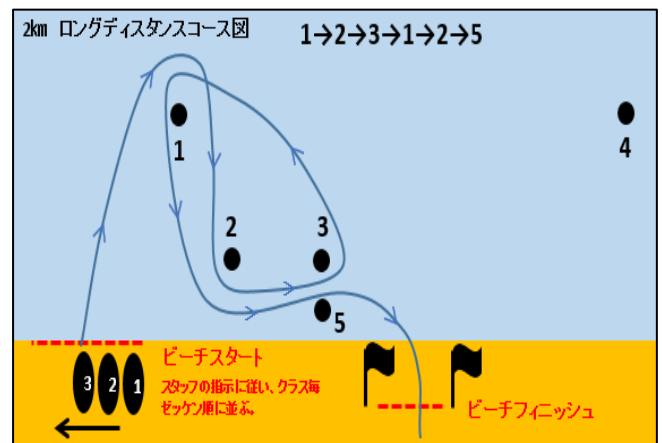 2km ロングディスタンスコース図
1→2→3→1→2→5
1
4
2
3
5
ビーチスタート
スタッフの指示に従い、クラス毎
ゼッケン順に並ぶ。
3 2 1
ビーチフィニッシュ